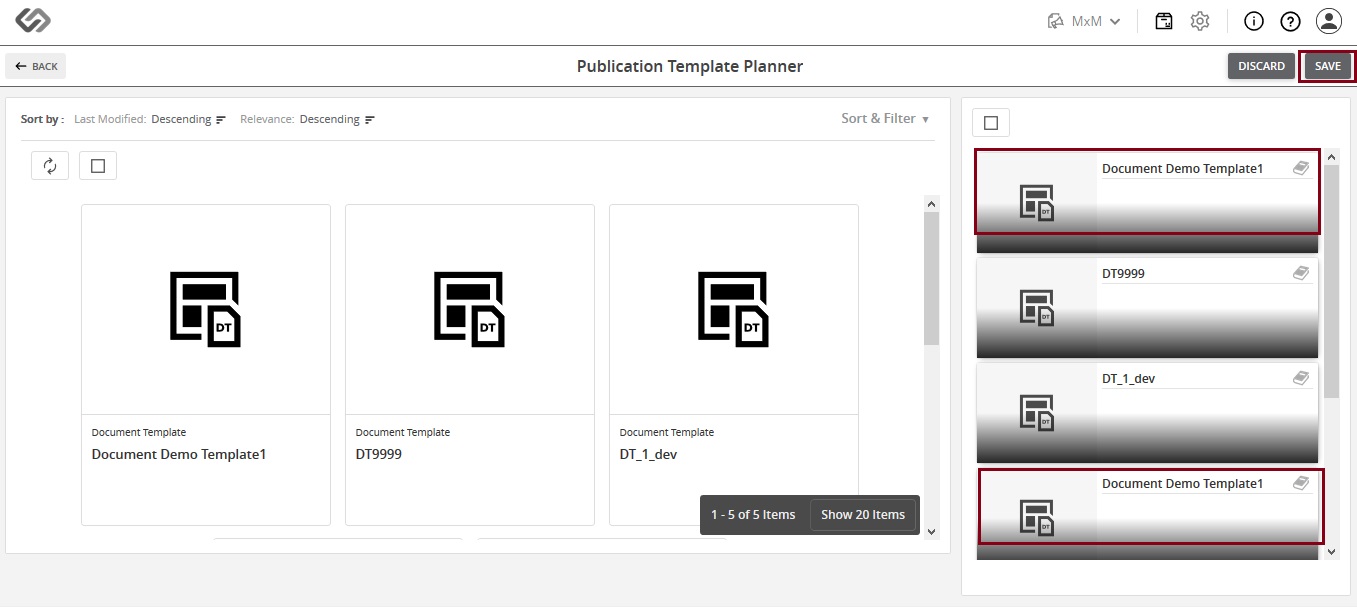 MxM
BACK
Publication Template Planner
DISCARD
SAVE
Sort by : Last Modified: Descending Relevance: Descending
Sort & Filter
DT
DT
DT
Document Template
Document Demo Template1
Document Template
DT9999
Document Template
DT_1_dev
1 - 5 of 5 Items
Show 20 Items
Document Demo Template1
DT
DT9999
DT
DT_1_dev
DT
Document Demo Template1
DT